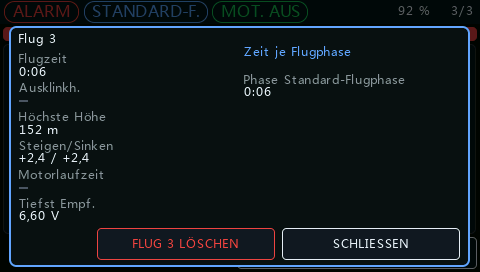 ALARM STANDARD-F. MOT. AUS 92 % 3/3
Flug 3
Flugzeit
0:06
Ausklinkh.
—
Höchste Höhe
152 m
Steigen/Sinken
+2,4 / +2,4
Motorlaufzeit
—
Tiefst Empf.
6,60 V
Zeit je Flugphase
Phase Standard-Flugphase
0:06
FLUG 3 LÖSCHEN
SCHLIESSEN